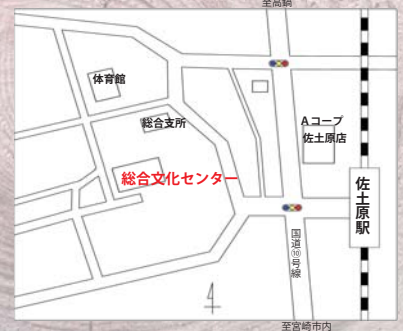 至高鍋
体育館
総合支所
Aコープ
佐土原店
総合文化センター
佐土原駅
国道⑩号線
4
至宮崎市内